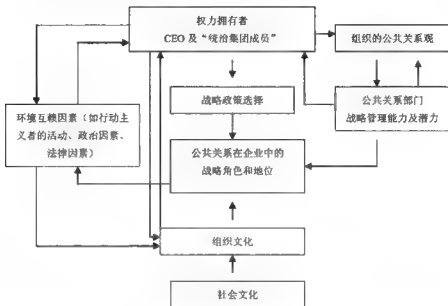 权力拥有者
CEO 及“统治集团成员”
组织的公共关系观
环境互赖因素（如行动主
义者的活动、政治因素、
法律因素）
战略政策选择
公共关系部门
战略管理能力及潜力
公共关系在企业中的
战略角色和地位
组织文化
社会文化